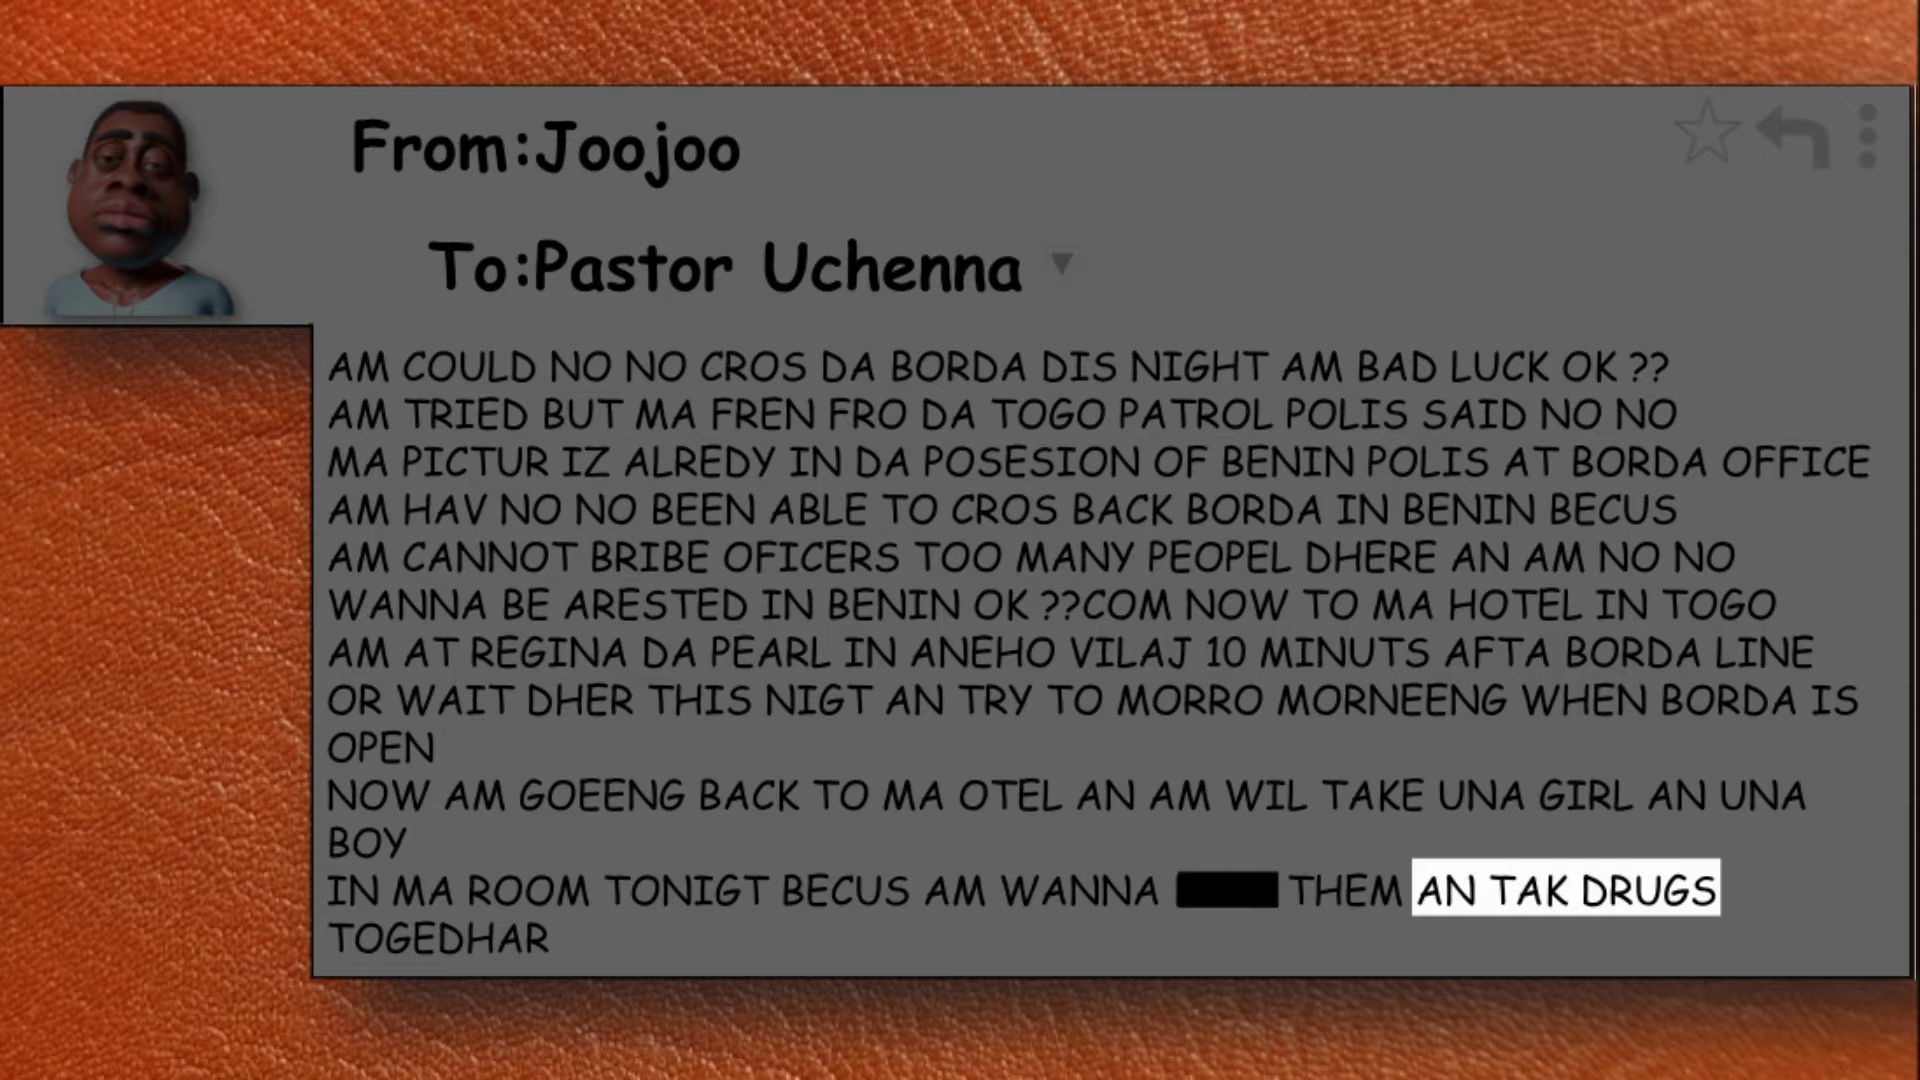 From:Joojoo
To:Pastor Uchenna
AM COULD NO NO CROS DA BORDA DIS NIGHT AM BAD LUCK OK ??
AM TRIED BUT MA FREN FRO DA TOGO PATROL POLIS SAID NO NO
MA PICTUR IZ ALREDY IN DA POSESION OF BENIN POLIS AT BORDA OFFICE
AM HAV NO NO BEEN ABLE TO CROS BACK BORDA IN BENIN BECUS
AM CANNOT BRIBE OFICERS TOO MANY PEOPEL DHERE AN AM NO NO
WANNA BE ARESTED IN BENIN OK ??COM NOW TO MA HOTEL IN TOGO
AM AT REGINA DA PEARL IN ANEHO VILAJ 10 MINUTS AFTA BORDA LINE
OR WAIT DHER THIS NIGT AN TRY TO MORRO MORNEENG WHEN BORDA IS
OPEN
NOW AM GOEENG BACK TO MA OTEL AN AM WIL TAKE UNA GIRL AN UNA
BOY
IN MA ROOM TONIGT BECUS AM WANNA THEM AN TAK DRUGS
TOGEDHAR